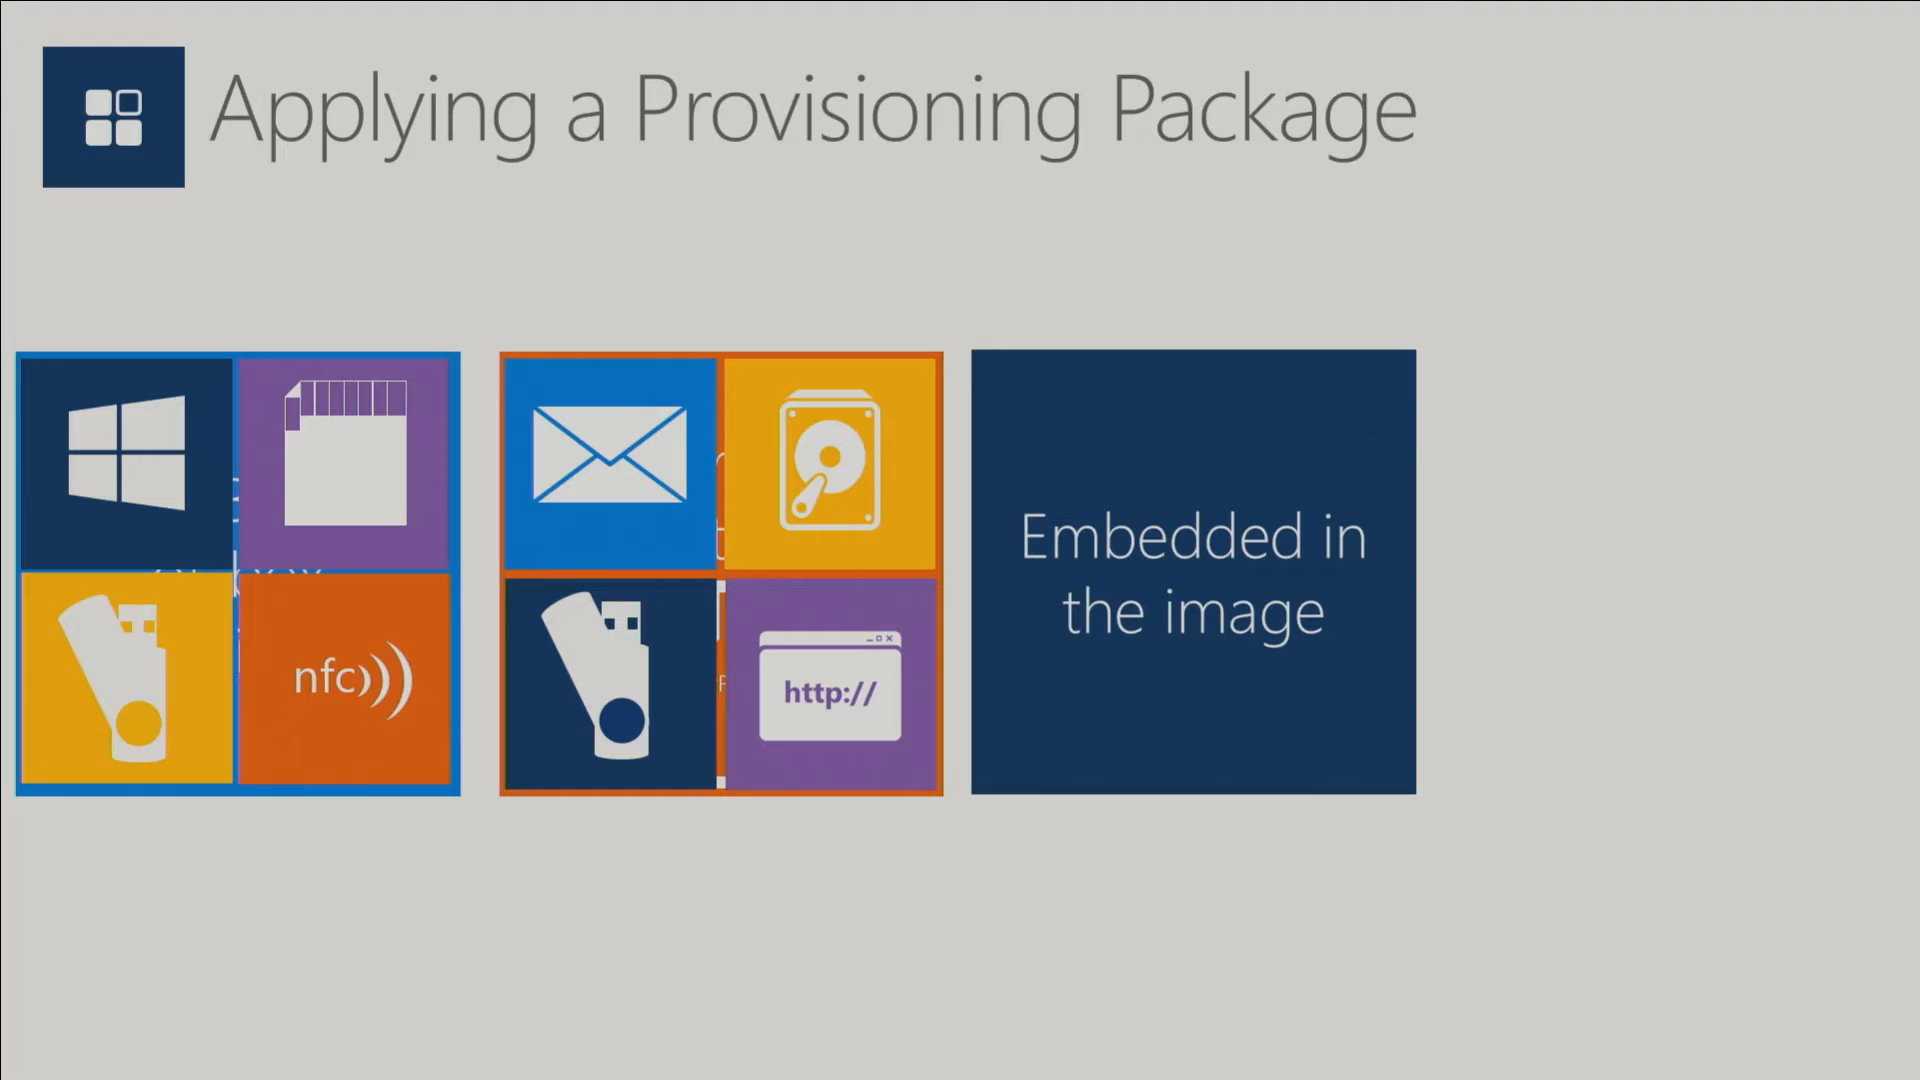 Applying a Provisioning Package
nfc
http://
Embedded in
the image